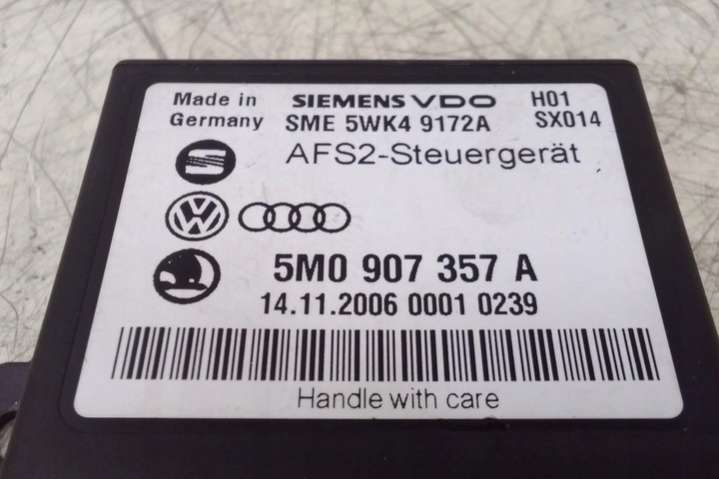 Made in SIEMENS VDO H01
Germany SME 5WK4 9172A SX014
AFS2-Steuergerät
5M0 907 357 A
14.11.2006 0001 0239
Handle with care